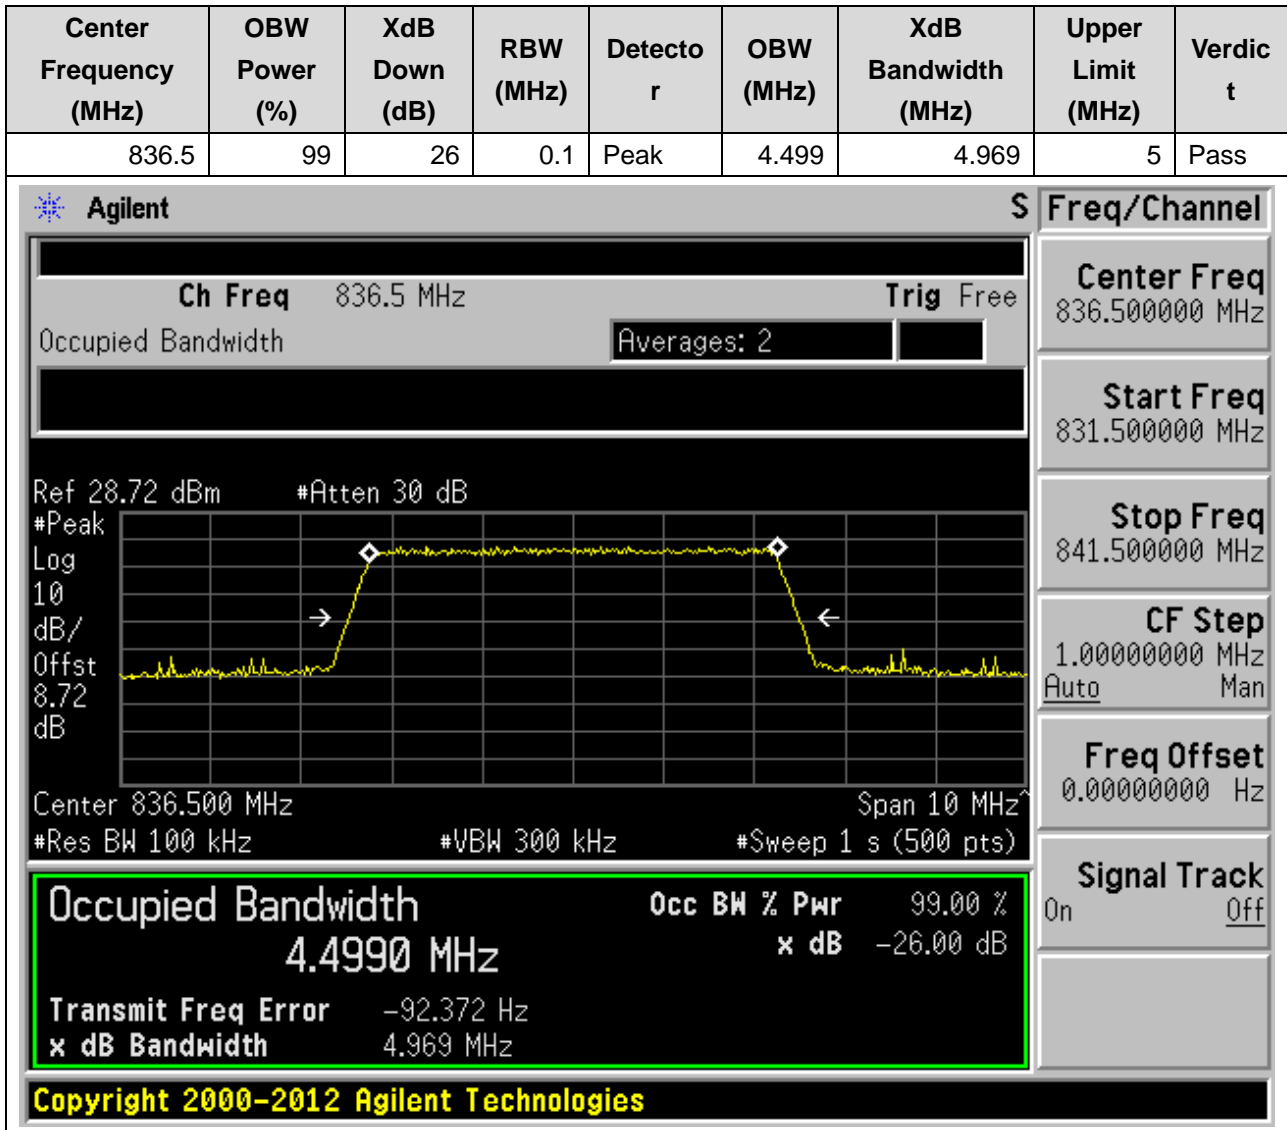 Center Frequency (MHz) OBW Power (%) XdB Down (dB) RBW (MHz) Detecto r OBW (MHz) XdB Bandwidth (MHz) Upper Limit (MHz) Verdic t
836.5 99 26 0.1 Peak 4.499 4.969 5 Pass
Agilent S Freq/Channel
Ch Freq 836.5 MHz Trig Free
Occupied Bandwidth Averages: 2
Center Freq
836.500000 MHz
Start Freq
831.500000 MHz
Stop Freq
841.500000 MHz
CF Step
1.00000000 MHz
Auto Man
Freq Offset
0.00000000 Hz
Signal Track
On Off
Ref 28.72 dBm #Atten 30 dB
#Peak
Log
10
dB/
Offst
8.72
dB
Center 836.500 MHz Span 10 MHz^
#Res BW 100 kHz #VBW 300 kHz #Sweep 1 s (500 pts)
Occupied Bandwidth Occ BW % Pwr 99.00 %
4.4990 MHz x dB -26.00 dB
Transmit Freq Error -92.372 Hz
x dB Bandwidth 4.969 MHz
Copyright 2000-2012 Agilent Technologies